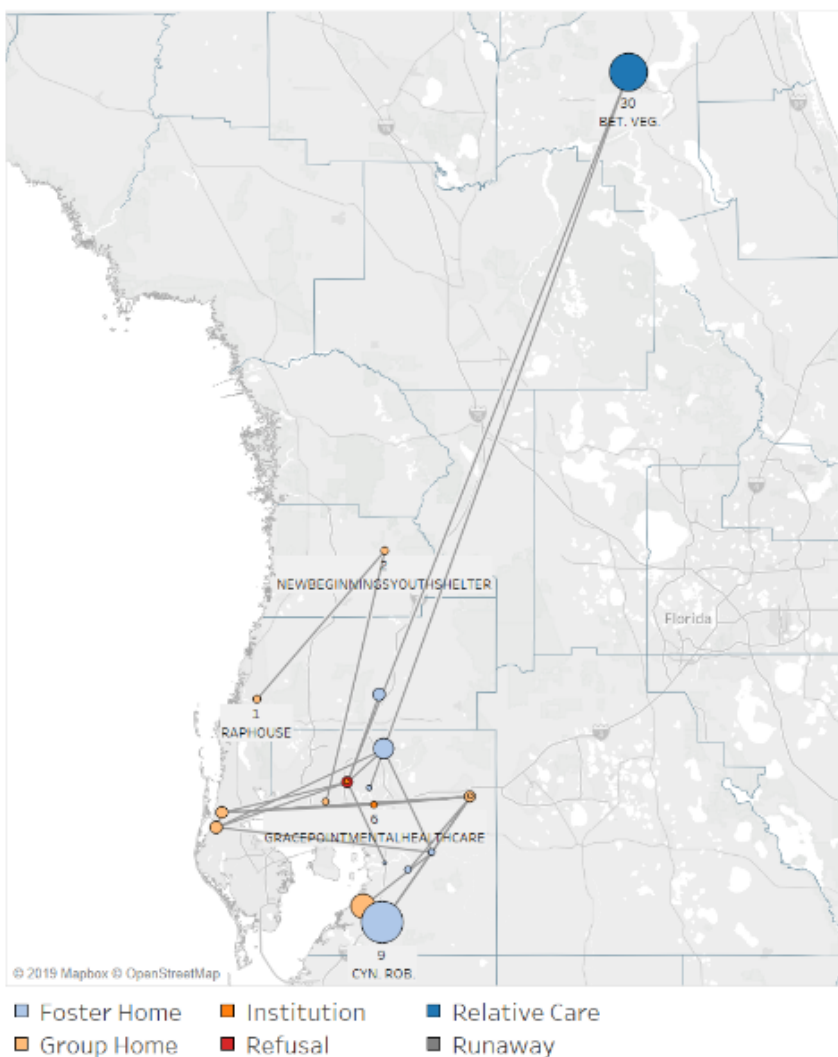 30
BET. VEG.
2
NEWBEGINNINGSYOUTHSHELTER
Florida
1
RAPHOUSE
6
GRACEPOINTMENTALHEALTHCARE
9
CYN. ROB.
© 2019 Mapbox © OpenStreetMap
Foster Home
Institution
Relative Care
Group Home
Refusal
Runaway